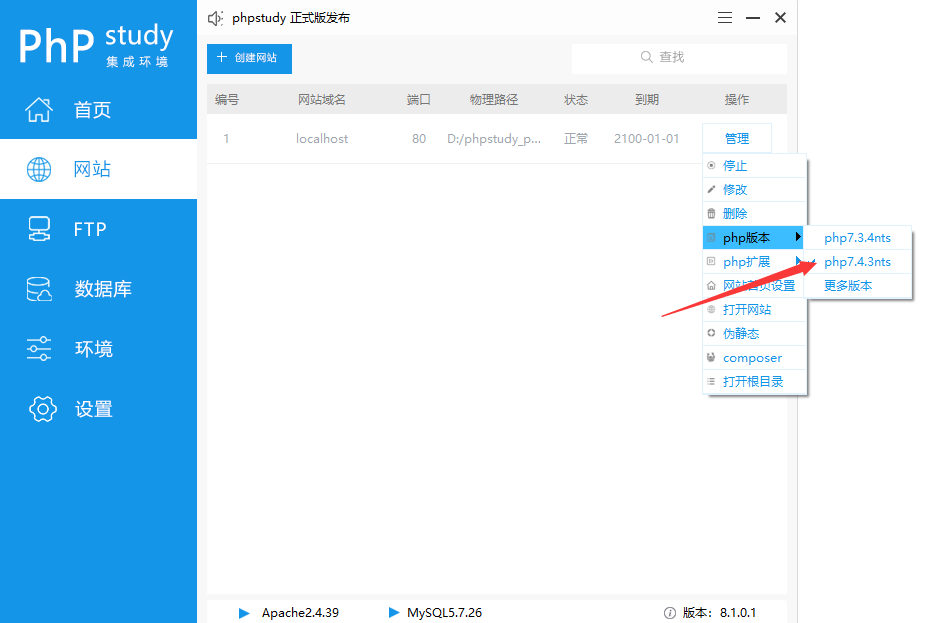 PhP study
集成环境
首页
网站
FTP
数据库
环境
设置
phpstudy 正式版发布
创建网站
查找
编号 网站域名 端口 物理路径 状态 到期 操作
1 localhost 80 D:/phpstudy_p... 正常 2100-01-01 管理
停止
修改
删除
php版本
php扩展
网站首页设置
打开网站
伪静态
composer
打开根目录
php7.3.4nts
php7.4.3nts
更多版本
Apache2.4.39 MySQL5.7.26 版本：8.1.0.1